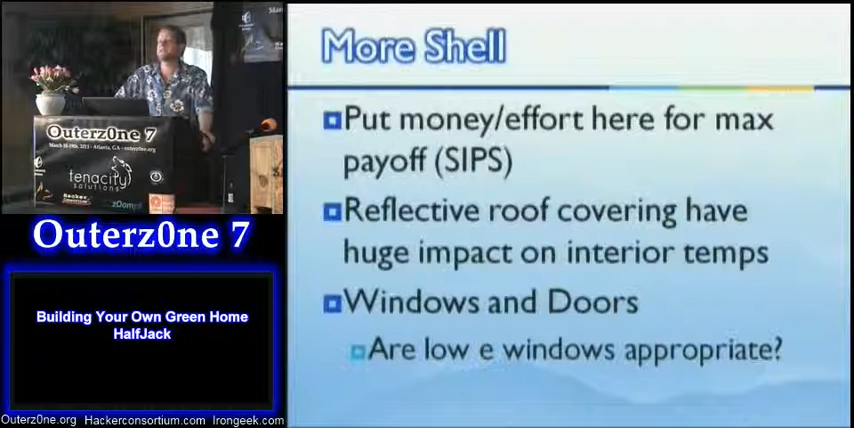 More Shell
Put money/effort here for max
payoff (SIPS)
Reflective roof covering have
huge impact on interior temps
Windows and Doors
Are low e windows appropriate?
Outerz0ne 7
tenacity
solutions
Outerz0ne 7
Building Your Own Green Home
HalfJack
Outerz0ne.org Hackerconsortium.com Irongeek.com